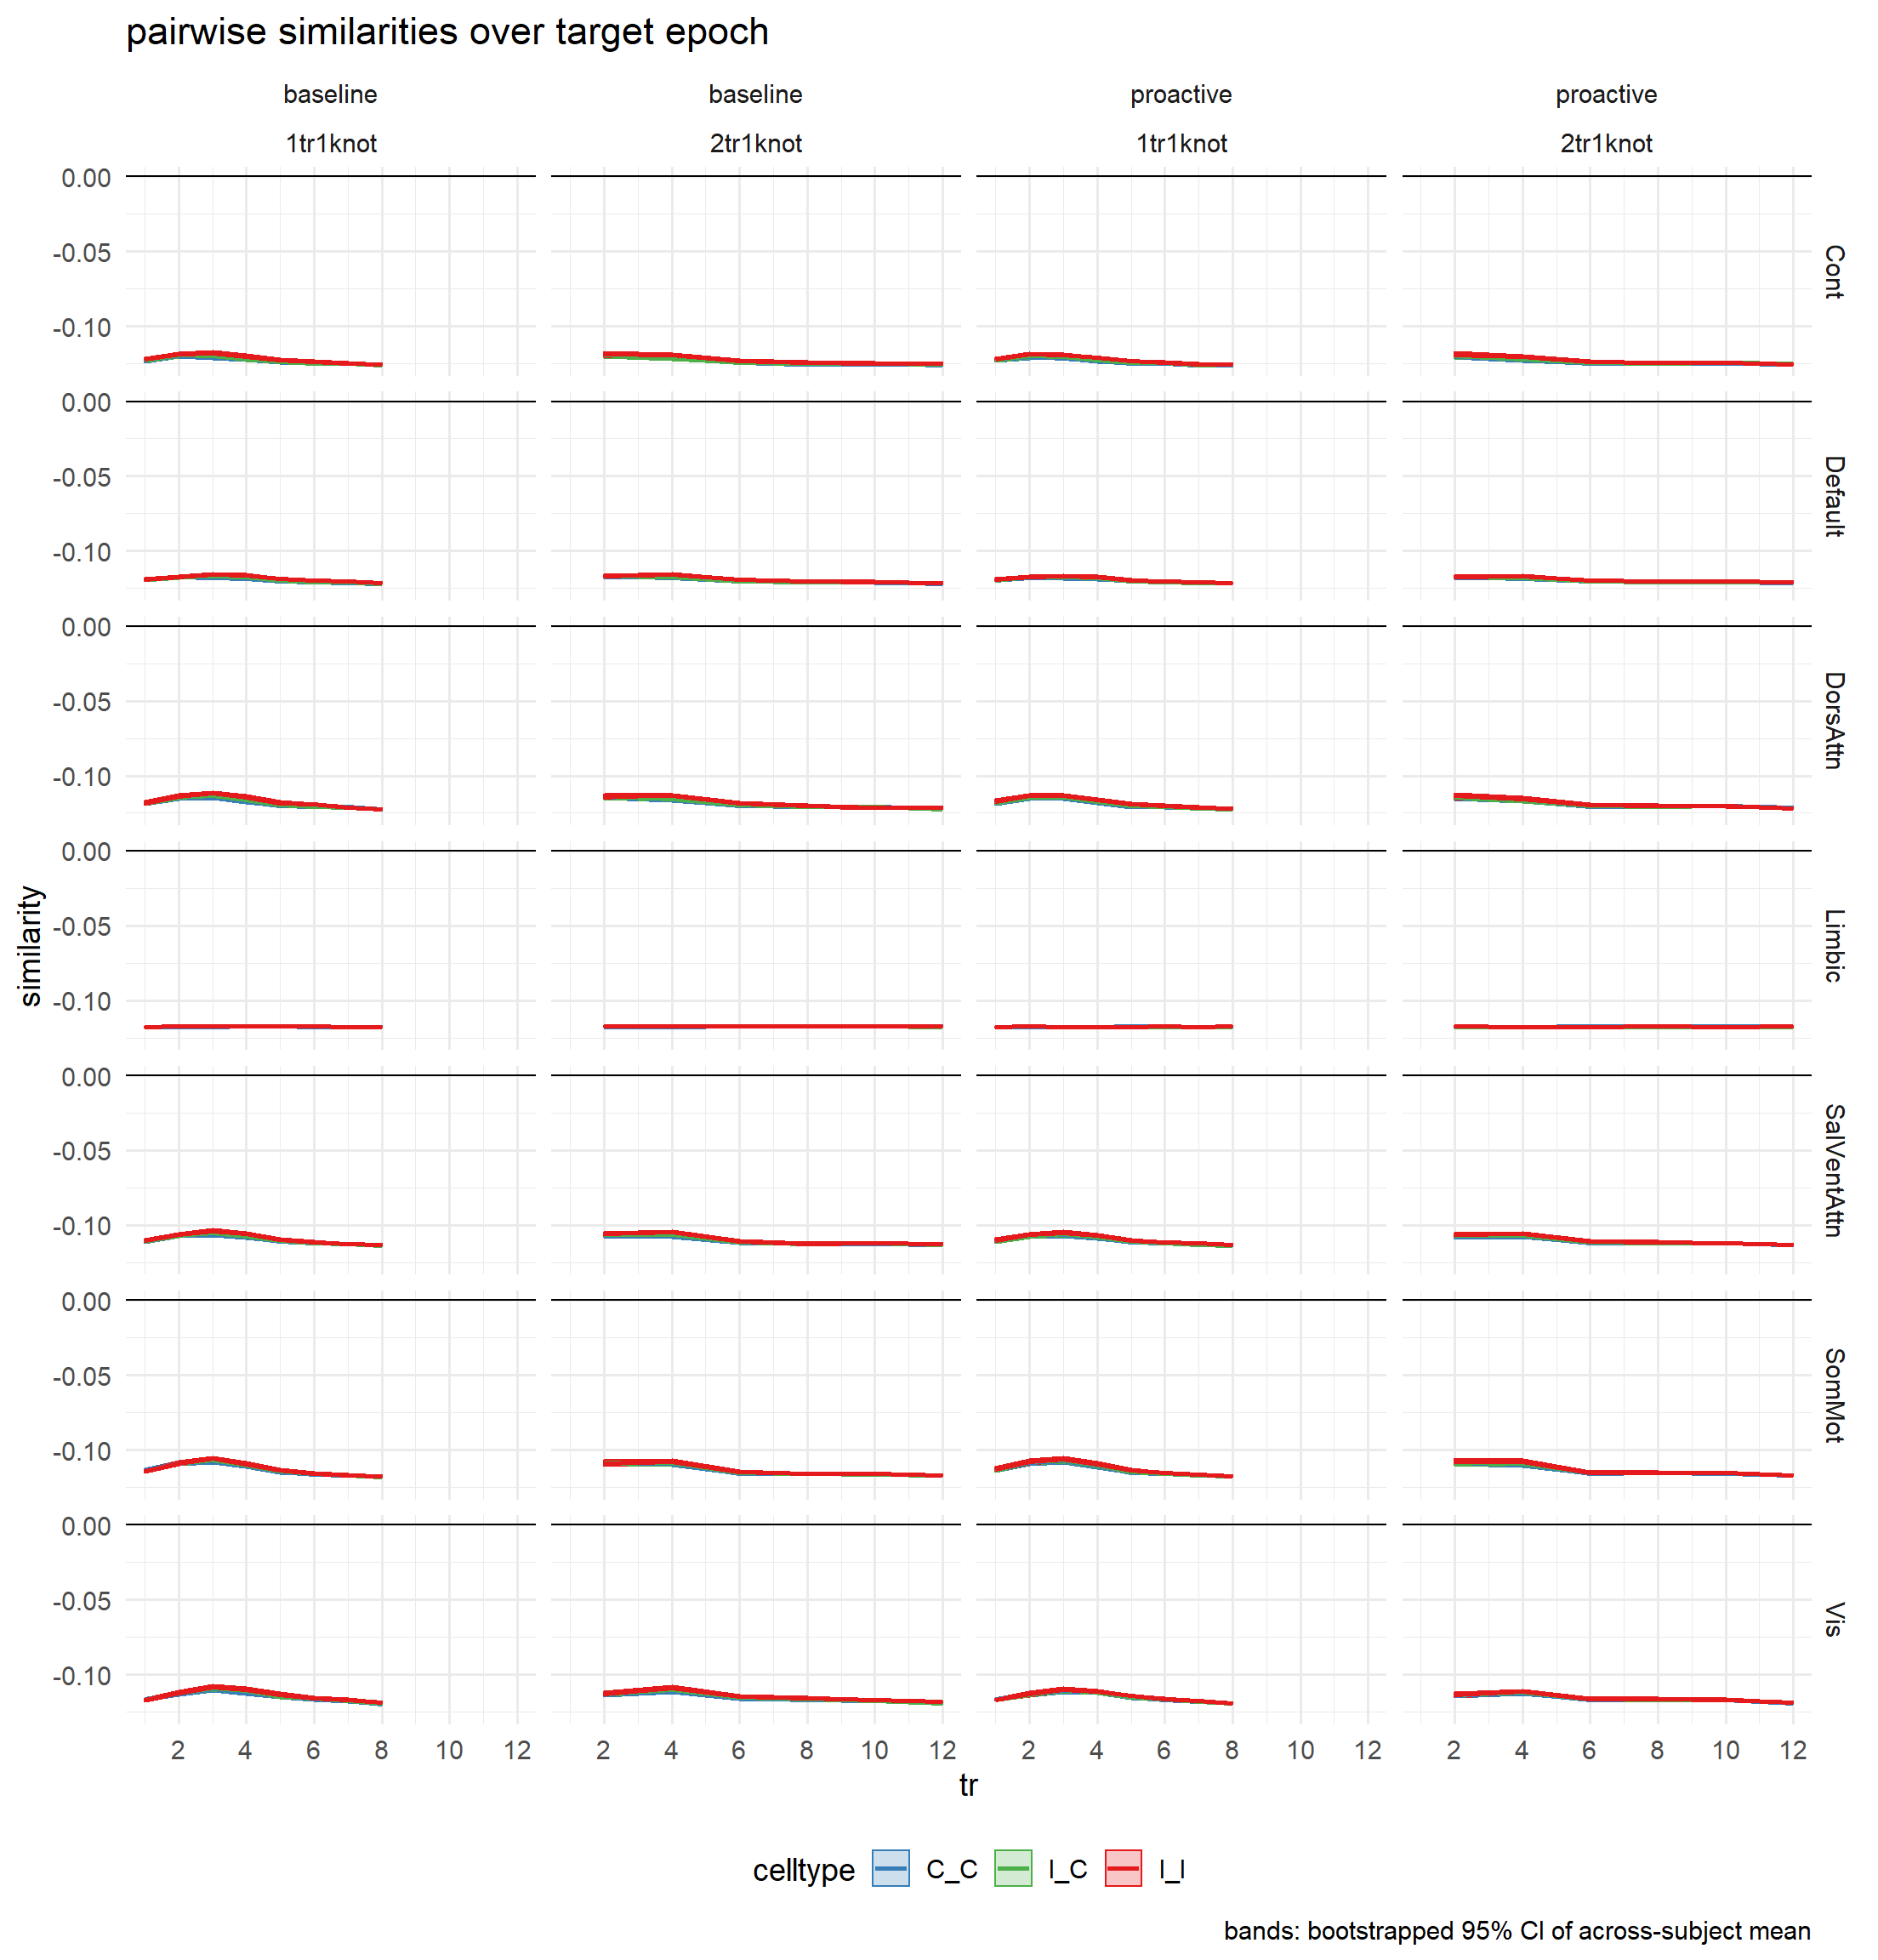 pairwise similarities over target epoch
baseline baseline proactive proactive
1tr1knot 2tr1knot 1tr1knot 2tr1knot
0.00
-0.05
-0.10
Cont
0.00
-0.05
-0.10
Default
0.00
-0.05
-0.10
DorsAttn
0.00
-0.05
-0.10
Limbic
0.00
-0.05
-0.10
SalVentAttn
0.00
-0.05
-0.10
SomMot
0.00
-0.05
-0.10
Vis
similarity
2 4 6 8 10 12 2 4 6 8 10 12 2 4 6 8 10 12 2 4 6 8 10 12
tr
celltype C_C I_C I_I
bands: bootstrapped 95% CI of across-subject mean